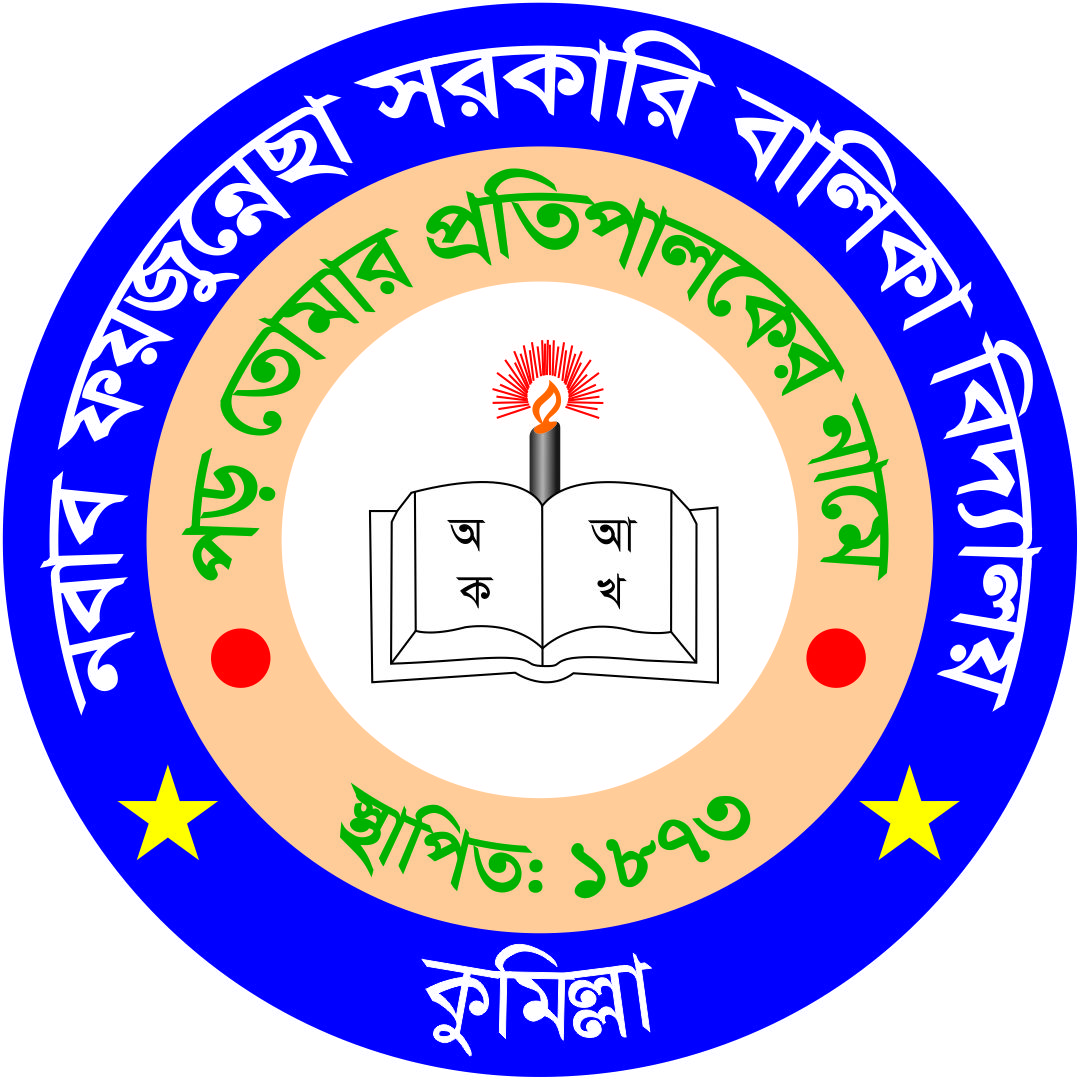 নবাব ফয়জুন্নেছা সরকারি বালিকা বিদ্যালয়
পড় তোমার প্রতিপালকের নামে
অ আ
ক খ
স্থাপিত: ১৮৭৩
কুমিল্লা